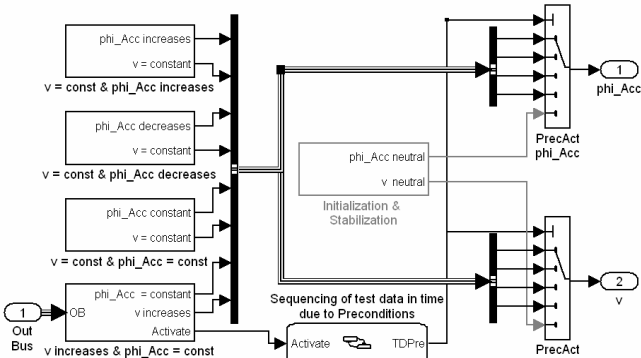 phi_Acc increases
v = constant
v = const & phi_Acc increases
phi_Acc decreases
v = constant
v = const & phi_Acc decreases
phi_Acc constant
v = constant
v = const & phi_Acc = const
1
Out
Bus
OB
phi_Acc = constant
v increases
Activate
v increases & phi_Acc = const
phi_Acc neutral
v neutral
Initialization &
Stabilization
Sequencing of test data in time
due to Preconditions
Activate
TDPre
PrecAct
phi_Acc
1
phi_Acc
PrecAct
2
v